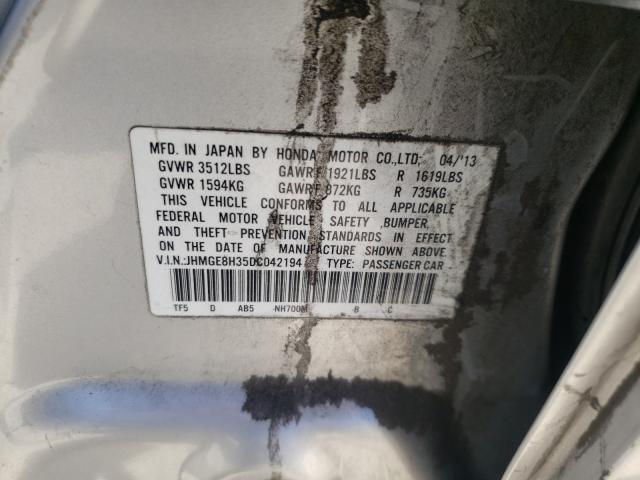 MFD. IN JAPAN BY HONDA MOTOR CO.,LTD. 04/'13
GVWR 3512LBS GAWR F 1921LBS R 1619LBS
GVWR 1594KG GAWR F 872KG R 735KG
THIS VEHICLE CONFORMS TO ALL APPLICABLE
FEDERAL MOTOR VEHICLE SAFETY ,BUMPER,
AND THEFT PREVENTION STANDARDS IN EFFECT
ON THE DATE OF MANUFACTURE SHOWN ABOVE.
V.I.N.:JHMGE8H35DC042194 TYPE: PASSENGER CAR
TF5 D AB5 NH700M B C